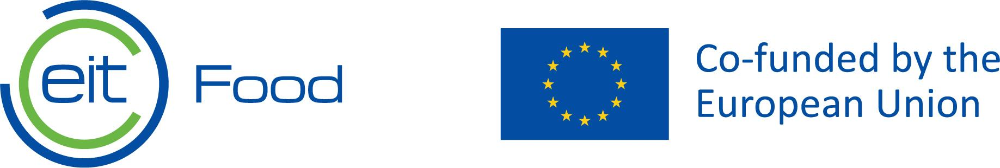 eit Food
Co-funded by the
European Union